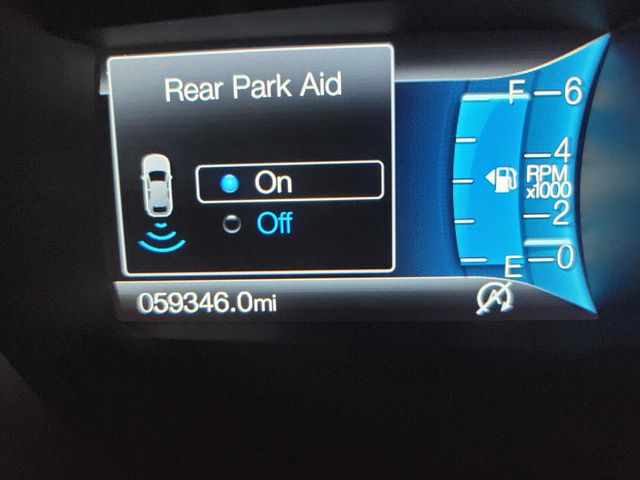 Rear Park Aid
On
Off
059346.0mi
F
E
6
4
RPM
x1000
2
0